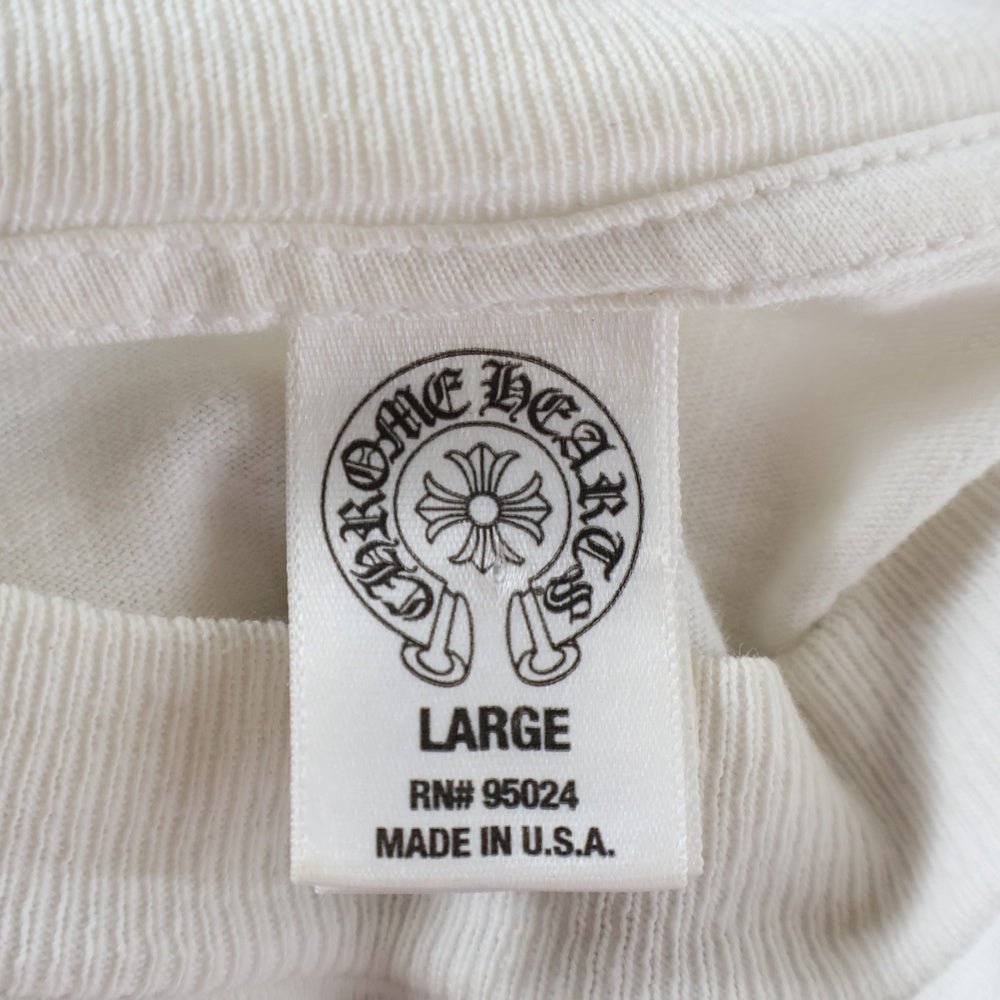 CHROME HEARTS
LARGE
RN# 95024
MADE IN U.S.A.